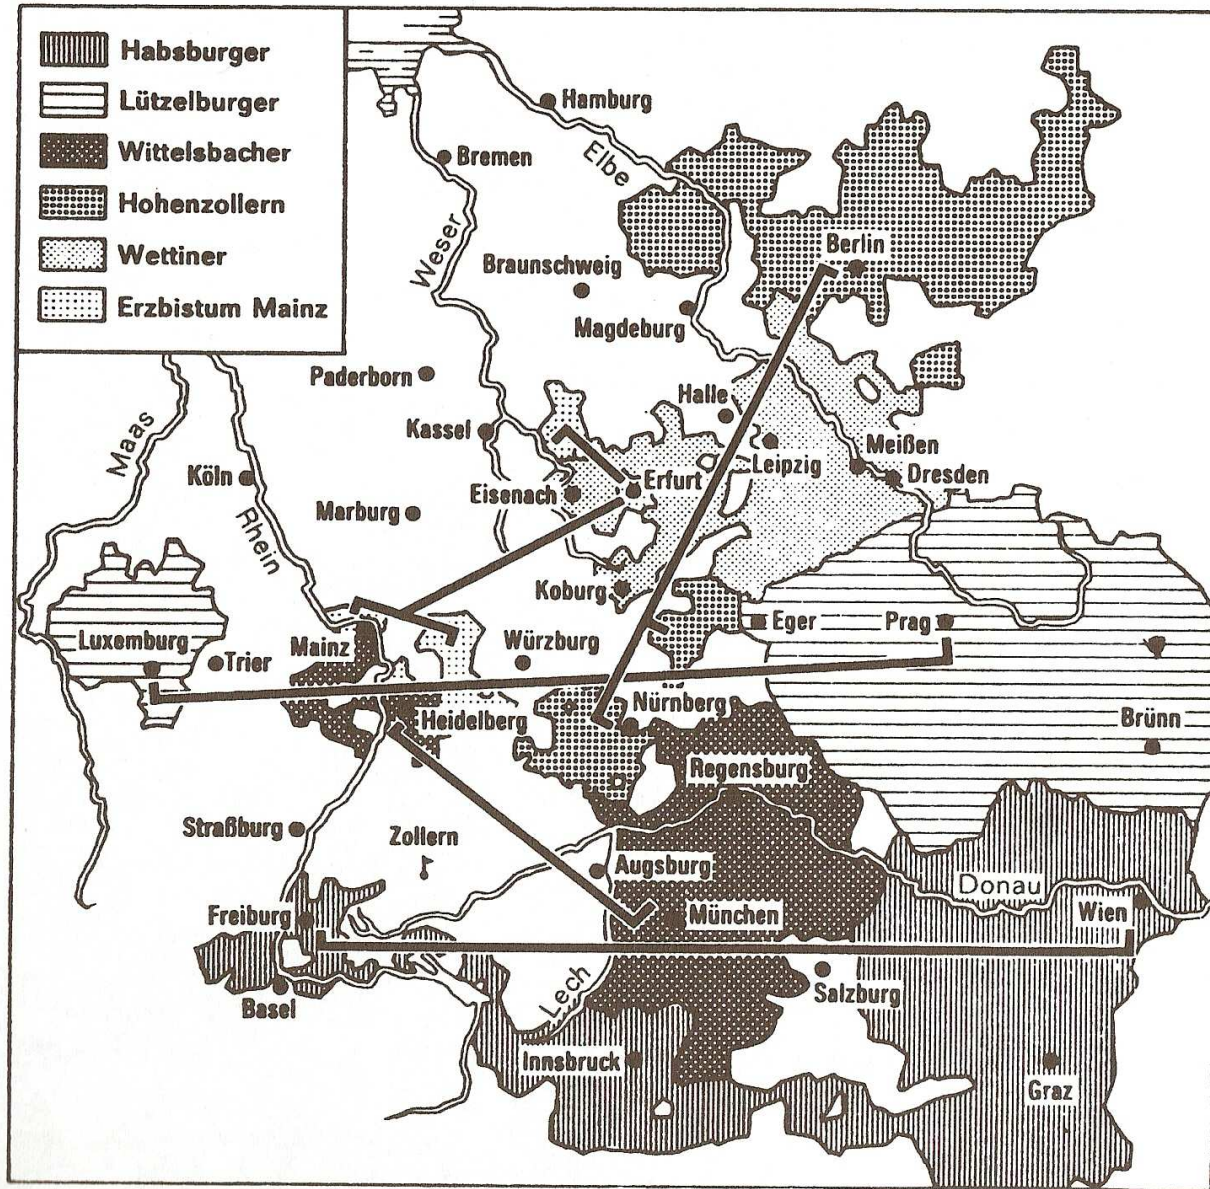 Habsburger
Lützelburger
Wittelsbacher
Hohenzollern
Wettiner
Erzbistum Mainz
Hamburg
Bremen
Elbe
Weser
Berlin
Braunschweig
Magdeburg
Paderborn
Halle
Kassel
Maas
Leipzig
Meißen
Köln
Eisenach
Erfurt
Dresden
Marburg
Rhein
Koburg
Eger
Prag
Luxemburg
Trier
Mainz
Würzburg
Nürnberg
Heidelberg
Brünn
Regensburg
Straßburg
Zollern
Augsburg
Donau
Freiburg
München
Wien
Basel
Lech
Salzburg
Innsbruck
Graz